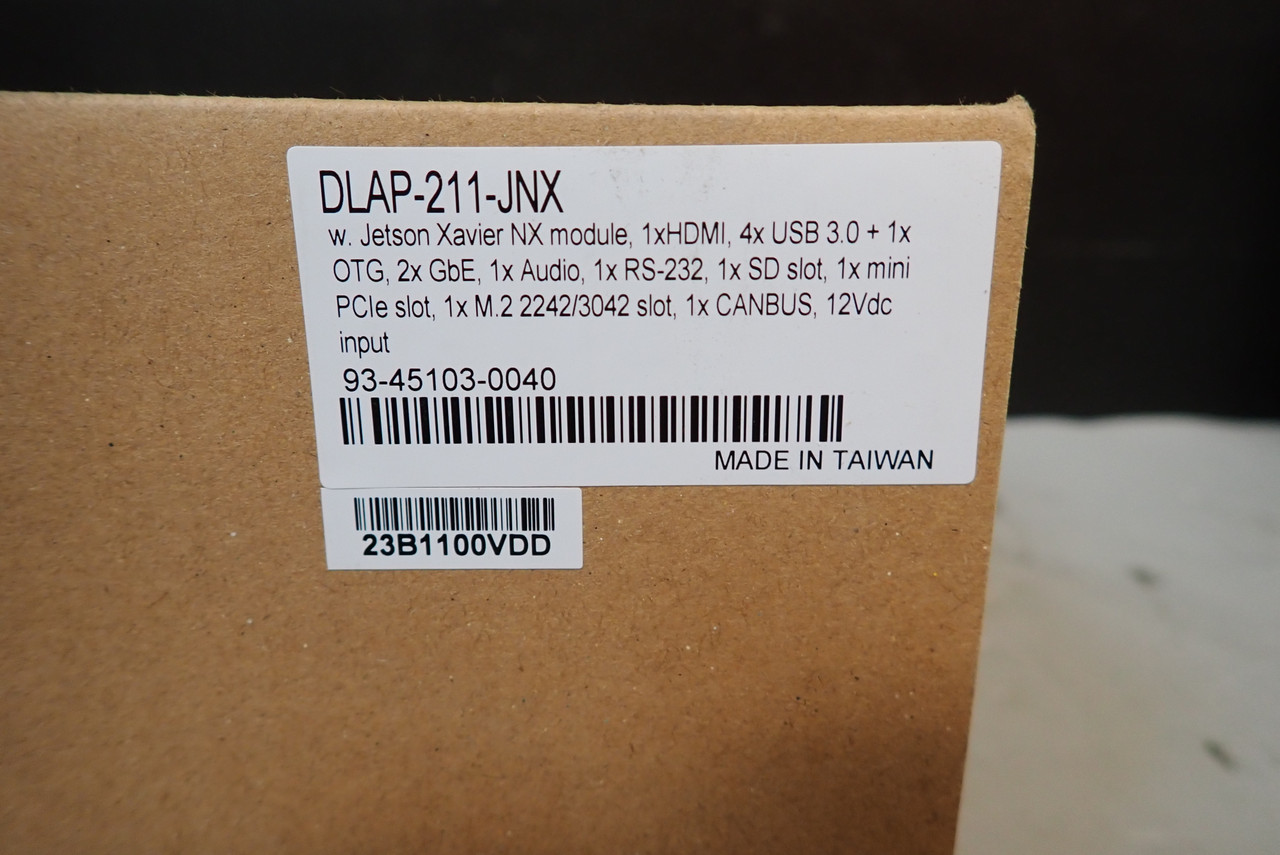 DLAP-211-JNX
w. Jetson Xavier NX module, 1xHDMI, 4x USB 3.0 + 1x
OTG, 2x GbE, 1x Audio, 1x RS-232, 1x SD slot, 1x mini
PCIe slot, 1x M.2 2242/3042 slot, 1x CANBUS, 12Vdc
input
93-45103-0040
MADE IN TAIWAN
23B1100VDD